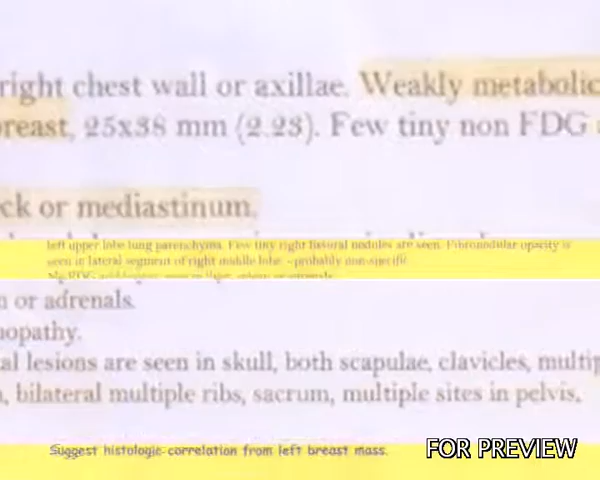 right chest wall or axillae. Weakly metabolic
breast, 25x38 mm (2.23). Few tiny non FDG
ck or mediastinum.
left upper lobe lung parenchyma. Few tiny right fissural nodules are seen. Fibronodular opacity is
seen in lateral segment of right middle lobe - probably non-specific.
n or adrenals.
nopathy.
al lesions are seen in skull, both scapulae, clavicles, multip
, bilateral multiple ribs, sacrum, multiple sites in pelvis,
Suggest histologic correlation from left breast mass.
FOR PREVIEW